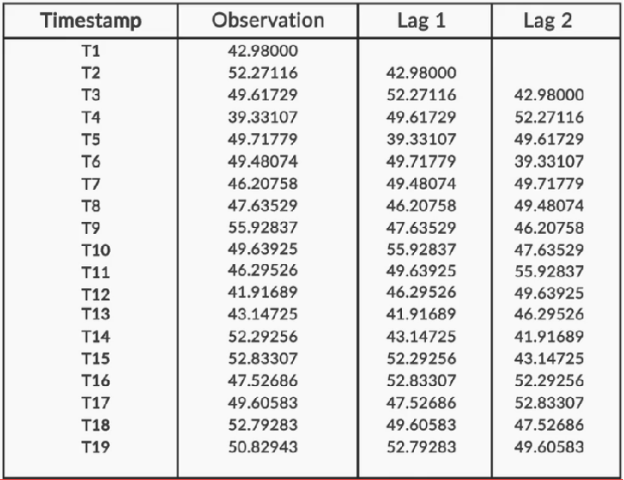 Timestamp Observation Lag 1 Lag 2
T1 42.98000
T2 52.27116 42.98000
T3 49.61729 52.27116 42.98000
T4 39.33107 49.61729 52.27116
T5 49.71779 39.33107 49.61729
T6 49.48074 49.71779 39.33107
T7 46.20758 49.48074 49.71779
T8 47.63529 46.20758 49.48074
T9 55.92837 47.63529 46.20758
T10 49.63925 55.92837 47.63529
T11 46.29526 49.63925 55.92837
T12 41.91689 46.29526 49.63925
T13 43.14725 41.91689 46.29526
T14 52.29256 43.14725 41.91689
T15 52.83307 52.29256 43.14725
T16 47.52686 52.83307 52.29256
T17 49.60583 47.52686 52.83307
T18 52.79283 49.60583 47.52686
T19 50.82943 52.79283 49.60583